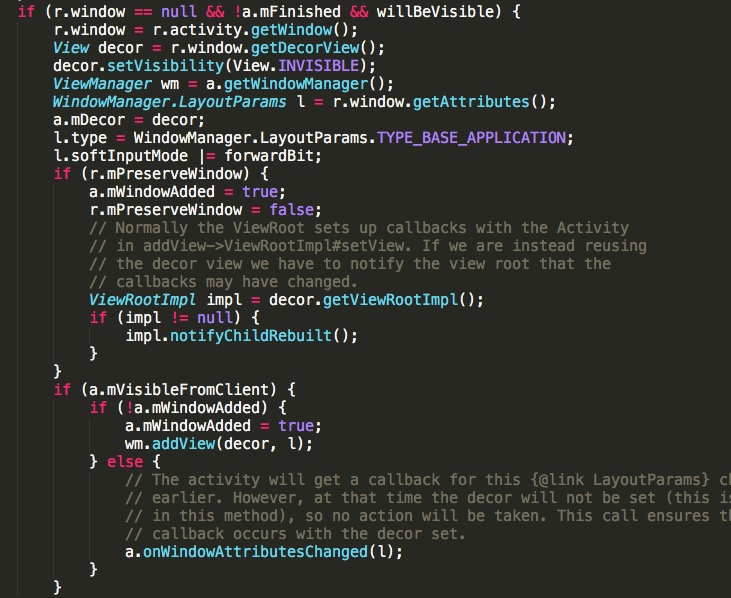 if (r.window == null && !a.mFinished && willBeVisible) {
r.window = r.activity.getWindow();
View decor = r.window.getDecorView();
decor.setVisibility(View.INVISIBLE);
ViewManager wm = a.getWindowManager();
WindowManager.LayoutParams l = r.window.getAttributes();
a.mDecor = decor;
l.type = WindowManager.LayoutParams.TYPE_BASE_APPLICATION;
l.softInputMode |= forwardBit;
if (r.mPreserveWindow) {
a.mWindowAdded = true;
r.mPreserveWindow = false;
// Normally the ViewRoot sets up callbacks with the Activity
// in addView->ViewRootImpl#setView. If we are instead reusing
// the decor view we have to notify the view root that the
// callbacks may have changed.
ViewRootImpl impl = decor.getViewRootImpl();
if (impl != null) {
impl.notifyChildRebuilt();
}
}
if (a.mVisibleFromClient) {
if (!a.mWindowAdded) {
a.mWindowAdded = true;
wm.addView(decor, l);
} else {
// The activity will get a callback for this {@link LayoutParams}
// earlier. However, at that time the decor will not be set (this is
// in this method), so no action will be taken. This call ensures
// callback occurs with the decor set.
a.onWindowAttributesChanged(l);
}
}